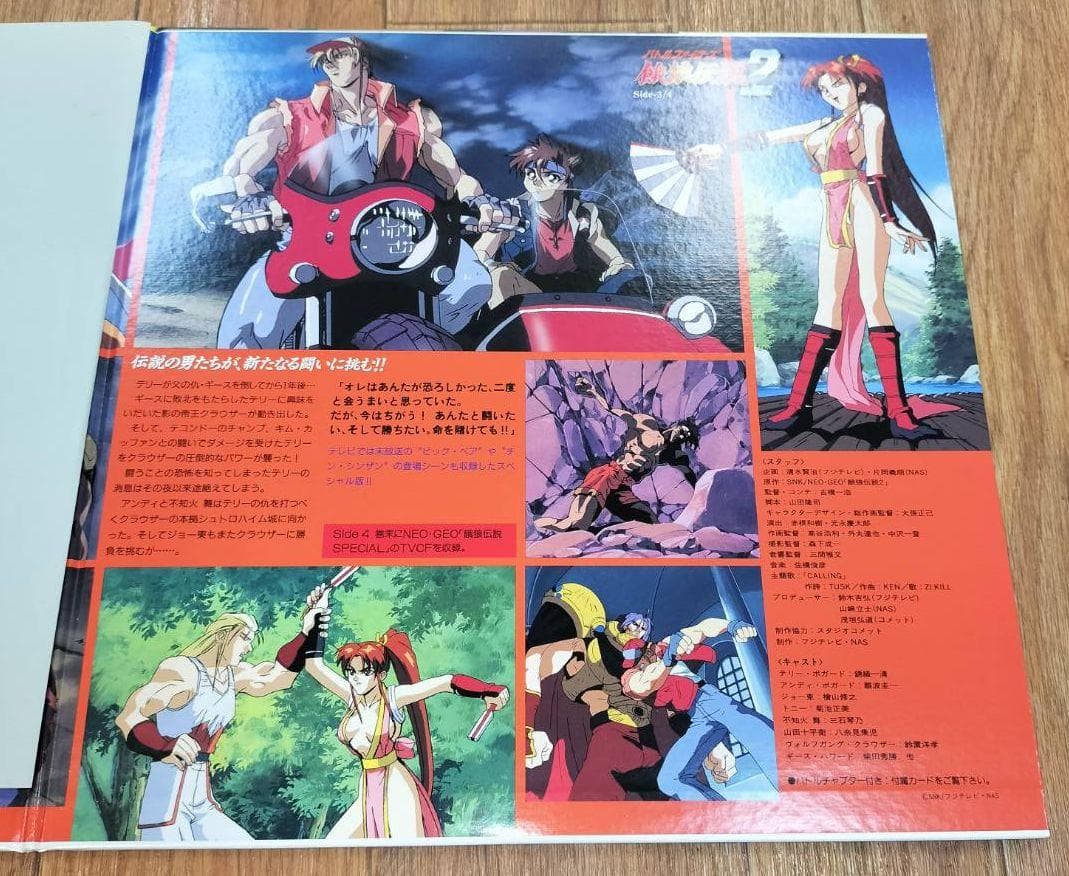 バトルファイターズ
餓狼伝説2
Side-3/4
伝説の男たちが、新たなる闘いに挑む!!
テリーが父の仇・ギースを倒してから1年後…
ギースに敗北をもたらしたテリーに興味
をいだいた影の帝王クラウザーが動き出した。
そして、テコンドーのチャンプ、キム・カ
ッファンとの闘いでダメージを受けたテリー
をクラウザーの圧倒的なパワーが襲った!
闘うことの恐怖を知ってしまったテリーの
消息はその夜以来途絶えてしまう。
アンディと不知火 舞はテリーの仇を打つべ
くクラウザーの本拠シュトロハイム城に向か
った。そしてジョー東もまたクラウザーに勝
負を挑むが……。
「オレはあんたが恐ろしかった、二度
と会うまいと思っていた。
だが、今はちがう! あんたと闘いた
い、そして勝ちたい。命を賭けても!!」
テレビでは未放送の"ビック・ベア"や"チ
ン・シンザン"の登場シーンも収録したスペ
シャル版!!
Side 4 巻末にNEO・GEO「餓狼伝説
SPECIAL」のTVCFを収録。
〈スタッフ〉
企画:清水賢治(フジテレビ)・片岡義朗(NAS)
原作:SNK/NEO・GEO「餓狼伝説2」
監督・コンテ:古橋一浩
脚本:山田隆司
キャラクターデザイン・総作画監督:大張正己
演出:赤根和樹・元永慶太郎
撮影監督:森下成一
音響監督:三間雅文
音楽:佐橋俊彦
主題歌:「CALLING」
作詞:TUSK/作曲:KEN/歌:ZI:KILL
プロデューサー:鈴木吉弘(フジテレビ)
山崎立士(NAS)
茂垣弘道(コメット)
制作協力:スタジオコメット
制作:フジテレビ・NAS
〈キャスト〉
テリー・ボガード:錦織一清
アンディ・ボガード:難波圭一
ジョー東:檜山修之
トニー:菊池正美
不知火 舞:三石琴乃
山田十平衛:八奈見乗児
ヴォルフガング・クラウザー:鈴置洋孝
ギース・ハワード:柴田秀勝 他
●バトルチャプター付き:付属カードをご覧下さい。
©SNK/フジテレビ・NAS